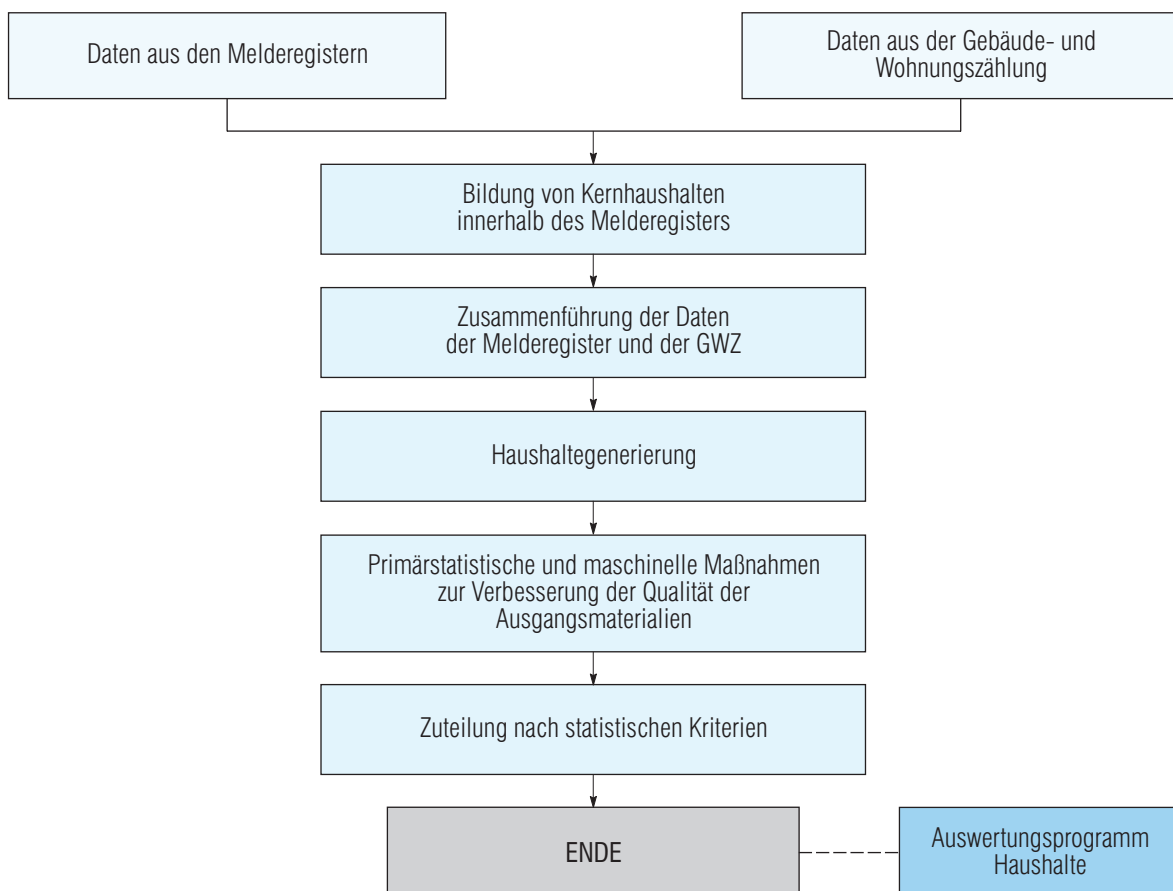 Daten aus den Melderegistern
Daten aus der Gebäude- und
Wohnungszählung
Bildung von Kernhaushalten
innerhalb des Melderegisters
Zusammenführung der Daten
der Melderegister und der GWZ
Haushaltegenerierung
Primärstatistische und maschinelle Maßnahmen
zur Verbesserung der Qualität der
Ausgangsmaterialien
Zuteilung nach statistischen Kriterien
ENDE
Auswertungsprogramm
Haushalte